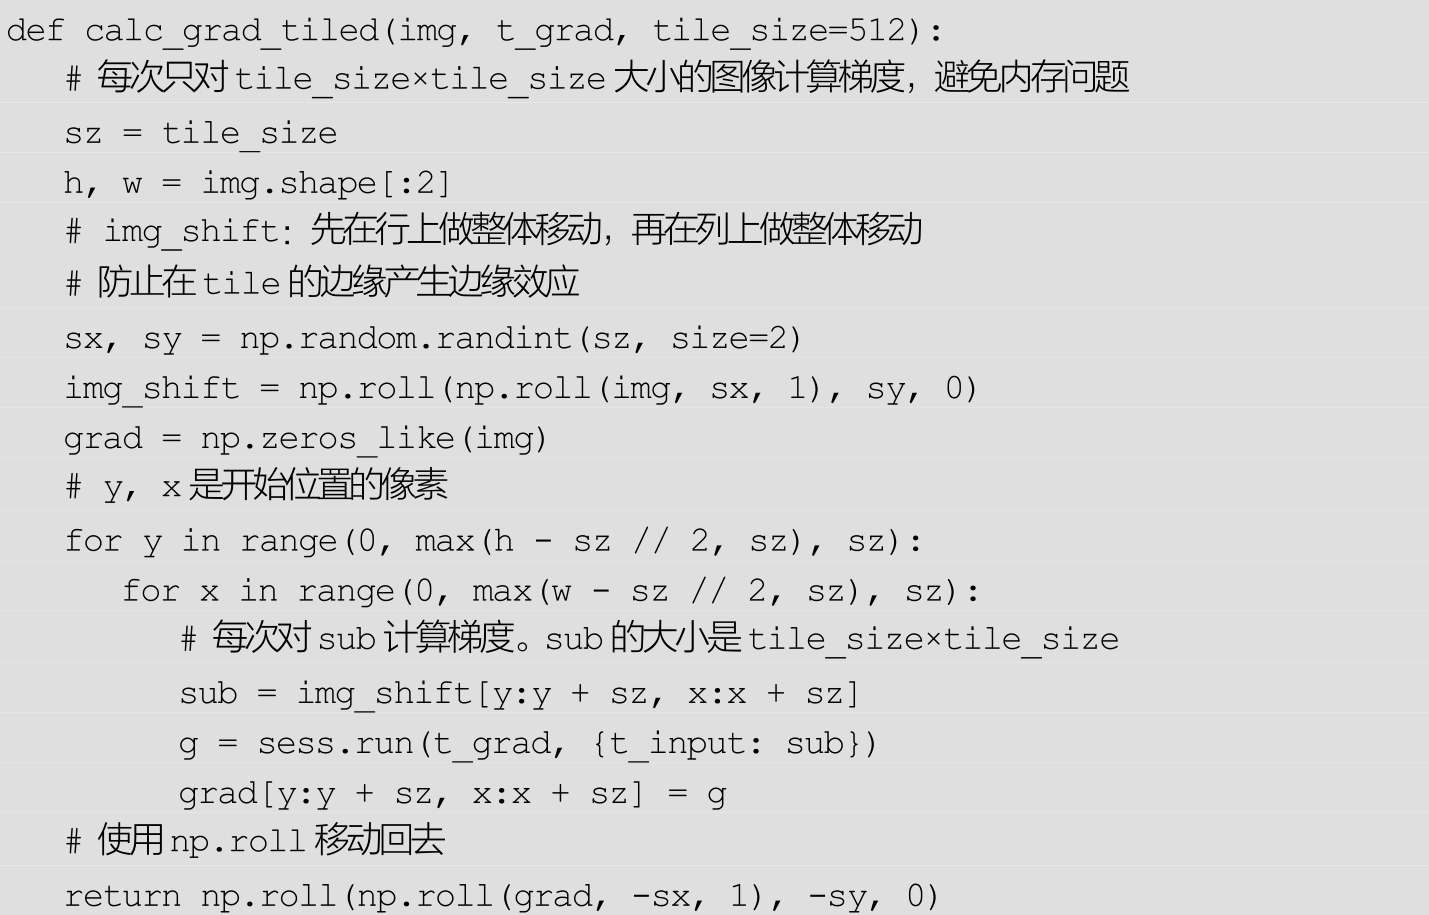 def calc_grad_tiled(img, t_grad, tile_size=512):
# 每次只对tile_size×tile_size大小的图像计算梯度，避免内存问题
sz = tile_size
h, w = img.shape[:2]
# img_shift：先在行上做整体移动，再在列上做整体移动
# 防止在tile的边缘产生边缘效应
sx, sy = np.random.randint(sz, size=2)
img_shift = np.roll(np.roll(img, sx, 1), sy, 0)
grad = np.zeros_like(img)
# y, x是开始位置的像素
for y in range(0, max(h - sz // 2, sz), sz):
for x in range(0, max(w - sz // 2, sz), sz):
# 每次对sub计算梯度。sub的大小是tile_size×tile_size
sub = img_shift[y:y + sz, x:x + sz]
g = sess.run(t_grad, {t_input: sub})
grad[y:y + sz, x:x + sz] = g
# 使用np.roll移动回去
return np.roll(np.roll(grad, -sx, 1), -sy, 0)